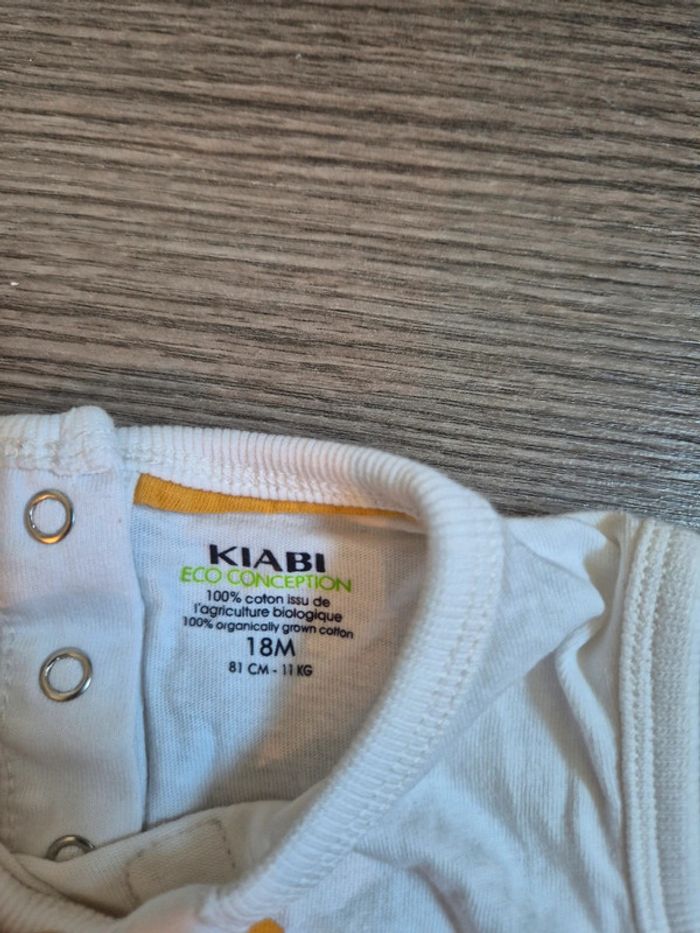 KIABI
ECO CONCEPTION
100% coton issu de
l'agriculture biologique
100% organically grown cotton
18M
81 CM - 11 KG